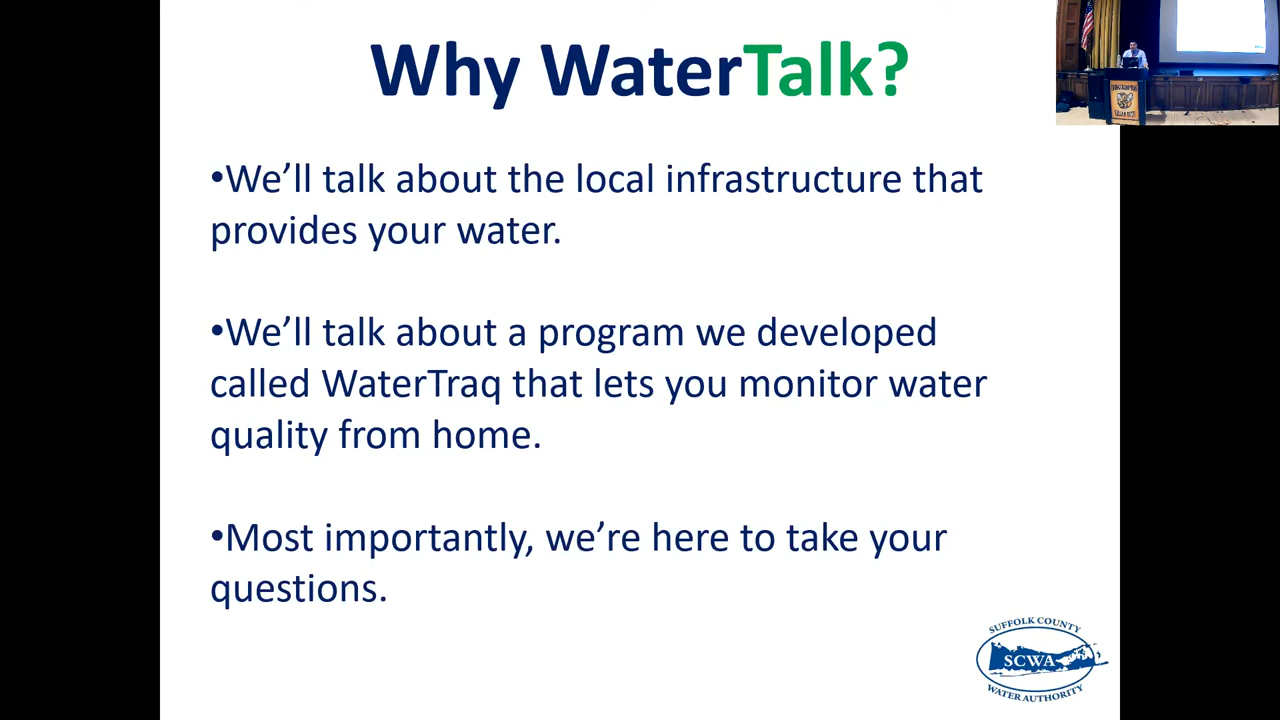 Why WaterTalk?
•We’ll talk about the local infrastructure that
provides your water.
•We’ll talk about a program we developed
called WaterTraq that lets you monitor water
quality from home.
•Most importantly, we’re here to take your
questions.
SUFFOLK COUNTY
SCWA
WATER AUTHORITY